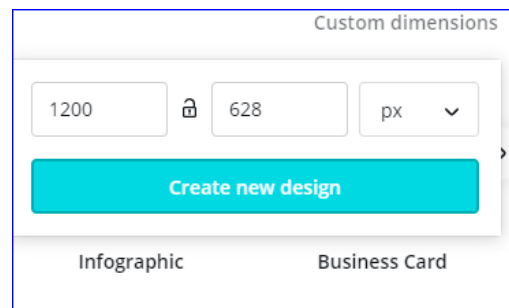 Custom dimensions
1200 628 px
Create new design
Infographic Business Card